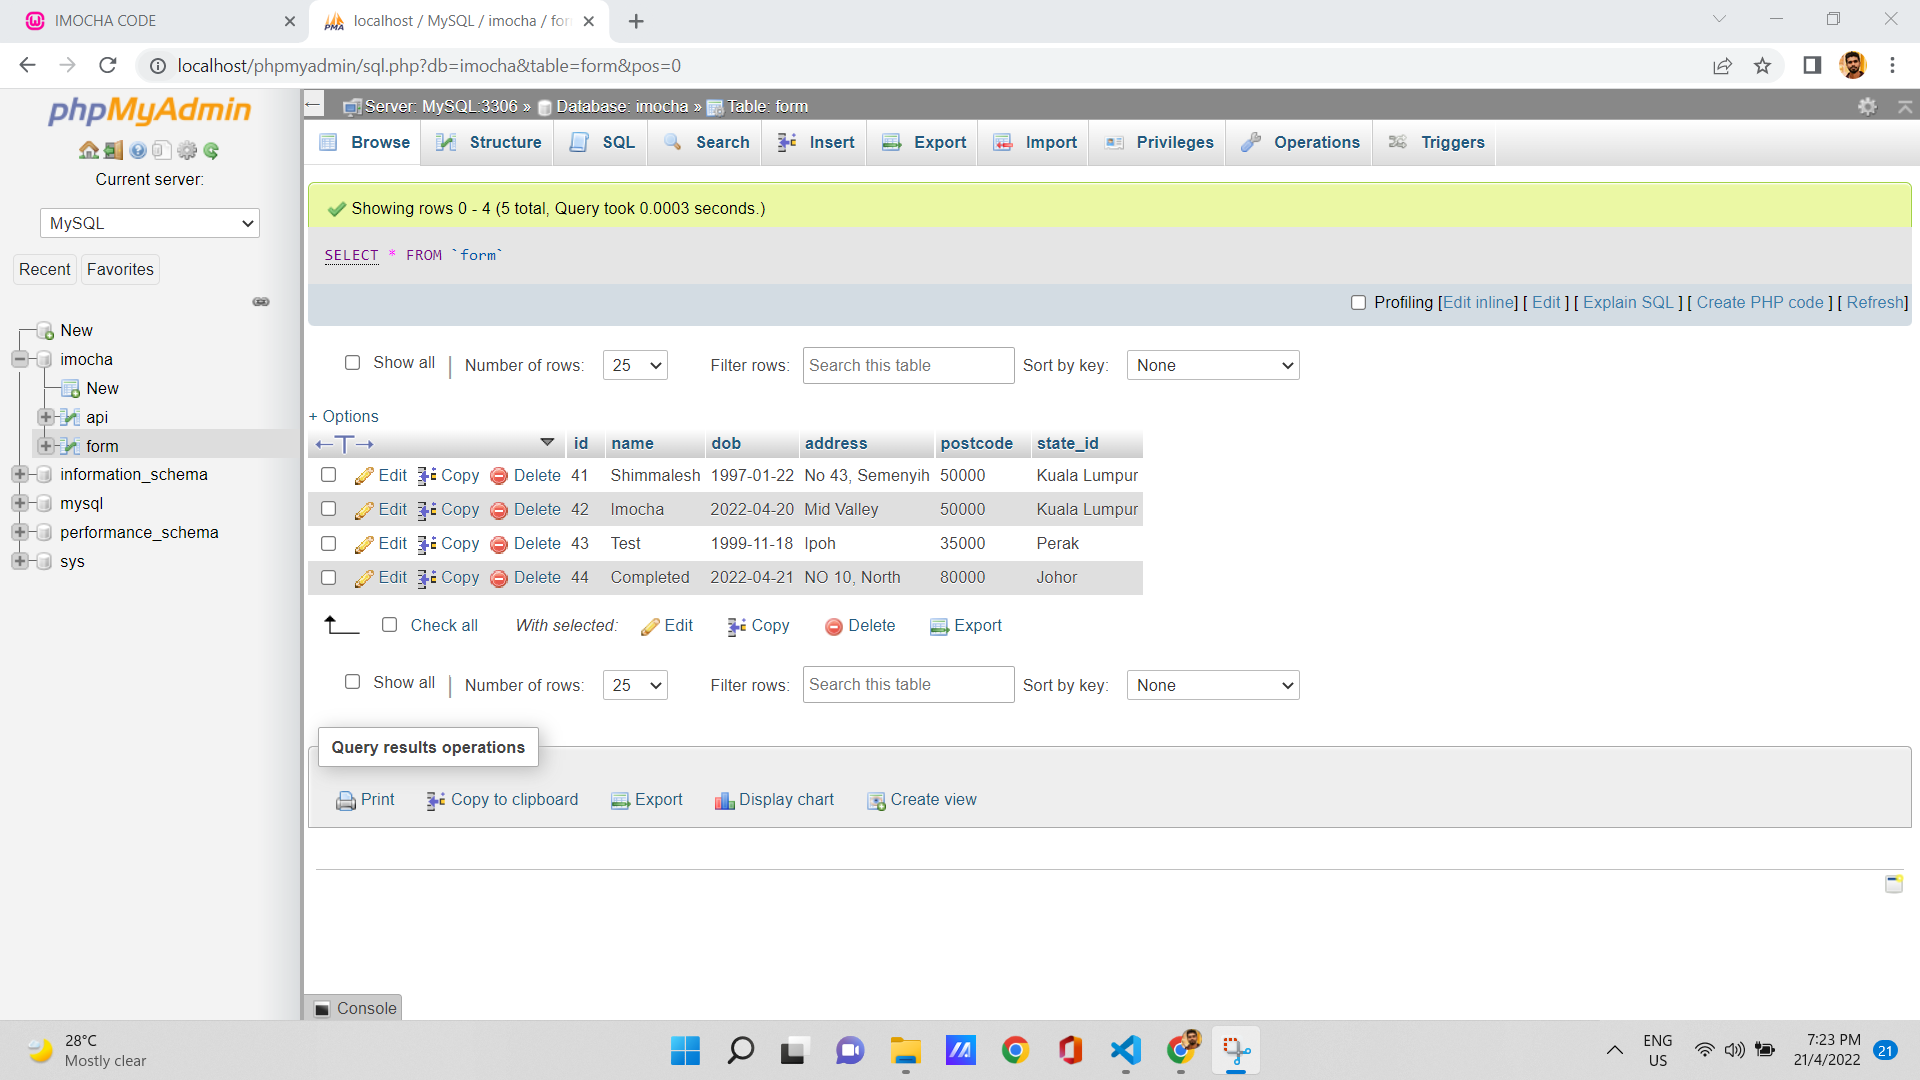 IMOCHA CODE
localhost / MySQL / imocha / for
localhost/phpmyadmin/sql.php?db=imocha&table=form&pos=0
phpMyAdmin
Current server:
MySQL
Recent Favorites
New
imocha
New
api
form
information_schema
mysql
performance_schema
sys
Server: MySQL:3306 » Database: imocha » Table: form
Browse Structure SQL Search Insert Export Import Privileges Operations Triggers
Showing rows 0 - 4 (5 total, Query took 0.0003 seconds.)
SELECT * FROM `form`
Profiling [Edit inline] [ Edit ] [ Explain SQL ] [ Create PHP code ] [ Refresh]
Show all | Number of rows: 25 Filter rows: Search this table Sort by key: None
+ Options
←T→ id name dob address postcode state_id
Edit Copy Delete 41 Shimmalesh 1997-01-22 No 43, Semenyih 50000 Kuala Lumpur
Edit Copy Delete 42 Imocha 2022-04-20 Mid Valley 50000 Kuala Lumpur
Edit Copy Delete 43 Test 1999-11-18 Ipoh 35000 Perak
Edit Copy Delete 44 Completed 2022-04-21 NO 10, North 80000 Johor
Check all With selected: Edit Copy Delete Export
Show all | Number of rows: 25 Filter rows: Search this table Sort by key: None
Query results operations
Print Copy to clipboard Export Display chart Create view
Console
28°C
Mostly clear
ENG
US
7:23 PM
21/4/2022
21